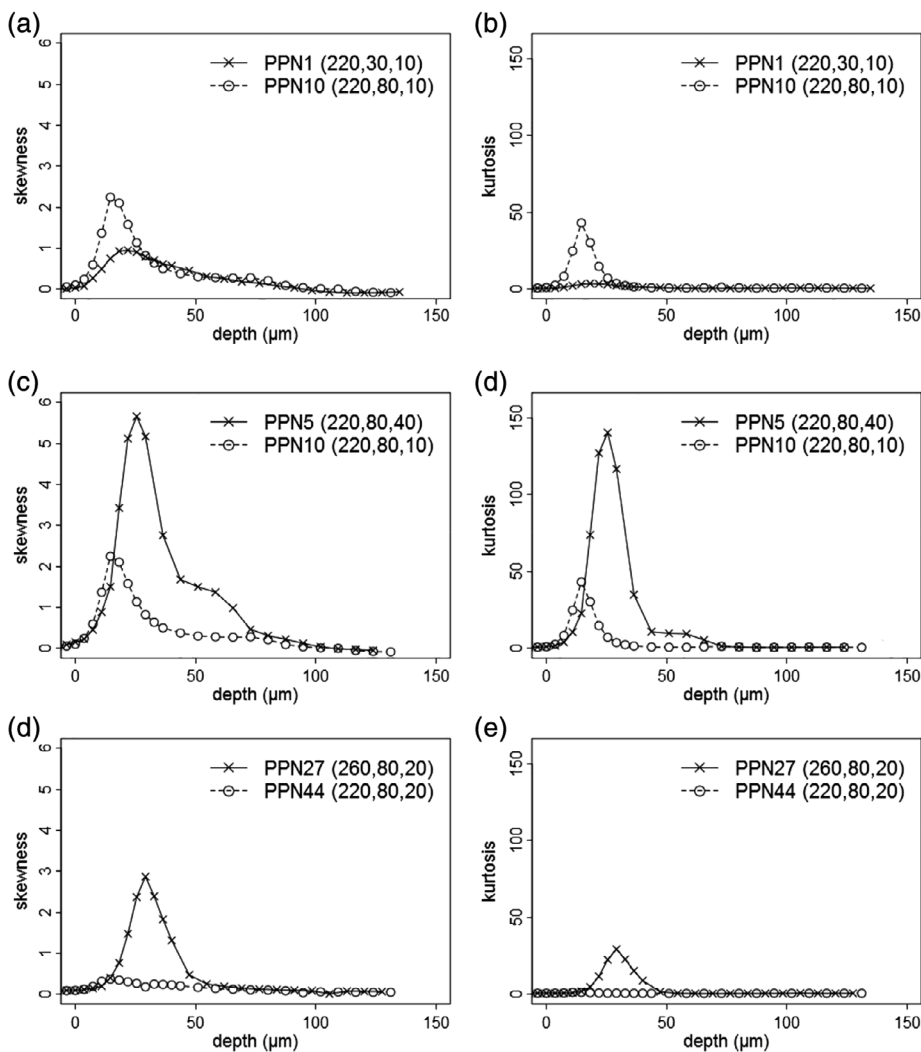 (a)
PPN1 (220,30,10)
PPN10 (220,80,10)
skewness
0 1 2 3 4 5 6
0 50 100 150
depth (µm)
(b)
PPN1 (220,30,10)
PPN10 (220,80,10)
kurtosis
0 50 100 150
0 50 100 150
depth (µm)
(c)
PPN5 (220,80,40)
PPN10 (220,80,10)
skewness
0 1 2 3 4 5 6
0 50 100 150
depth (µm)
(d)
PPN5 (220,80,40)
PPN10 (220,80,10)
kurtosis
0 50 100 150
0 50 100 150
depth (µm)
(d)
PPN27 (260,80,20)
PPN44 (220,80,20)
skewness
0 1 2 3 4 5 6
0 50 100 150
depth (µm)
(e)
PPN27 (260,80,20)
PPN44 (220,80,20)
kurtosis
0 50 100 150
0 50 100 150
depth (µm)